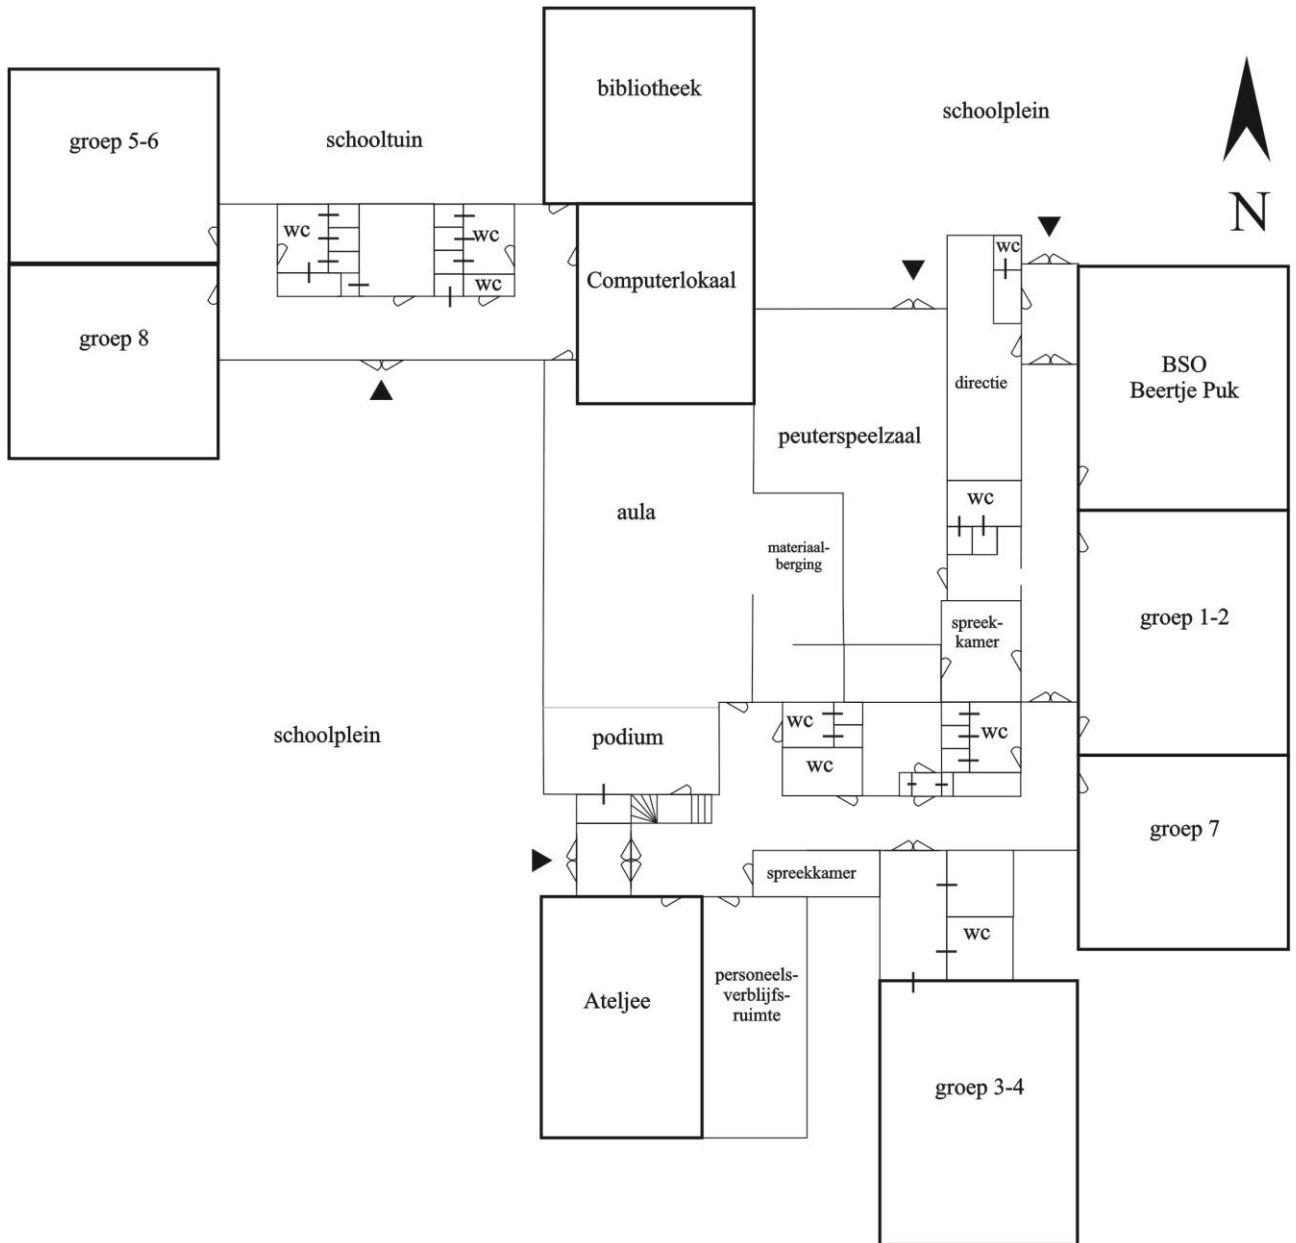 bibliotheek
schoolplein
groep 5-6
schooltuin
N
wc
wc
wc
wc
Computerlokaal
groep 8
directie
BSO
Beertje Puk
peuterspeelzaal
wc
aula
materiaal-
berging
groep 1-2
spreek-
kamer
schoolplein
podium
wc
wc
wc
groep 7
spreekkamer
wc
personeels-
verblijfs-
ruimte
Ateljee
groep 3-4